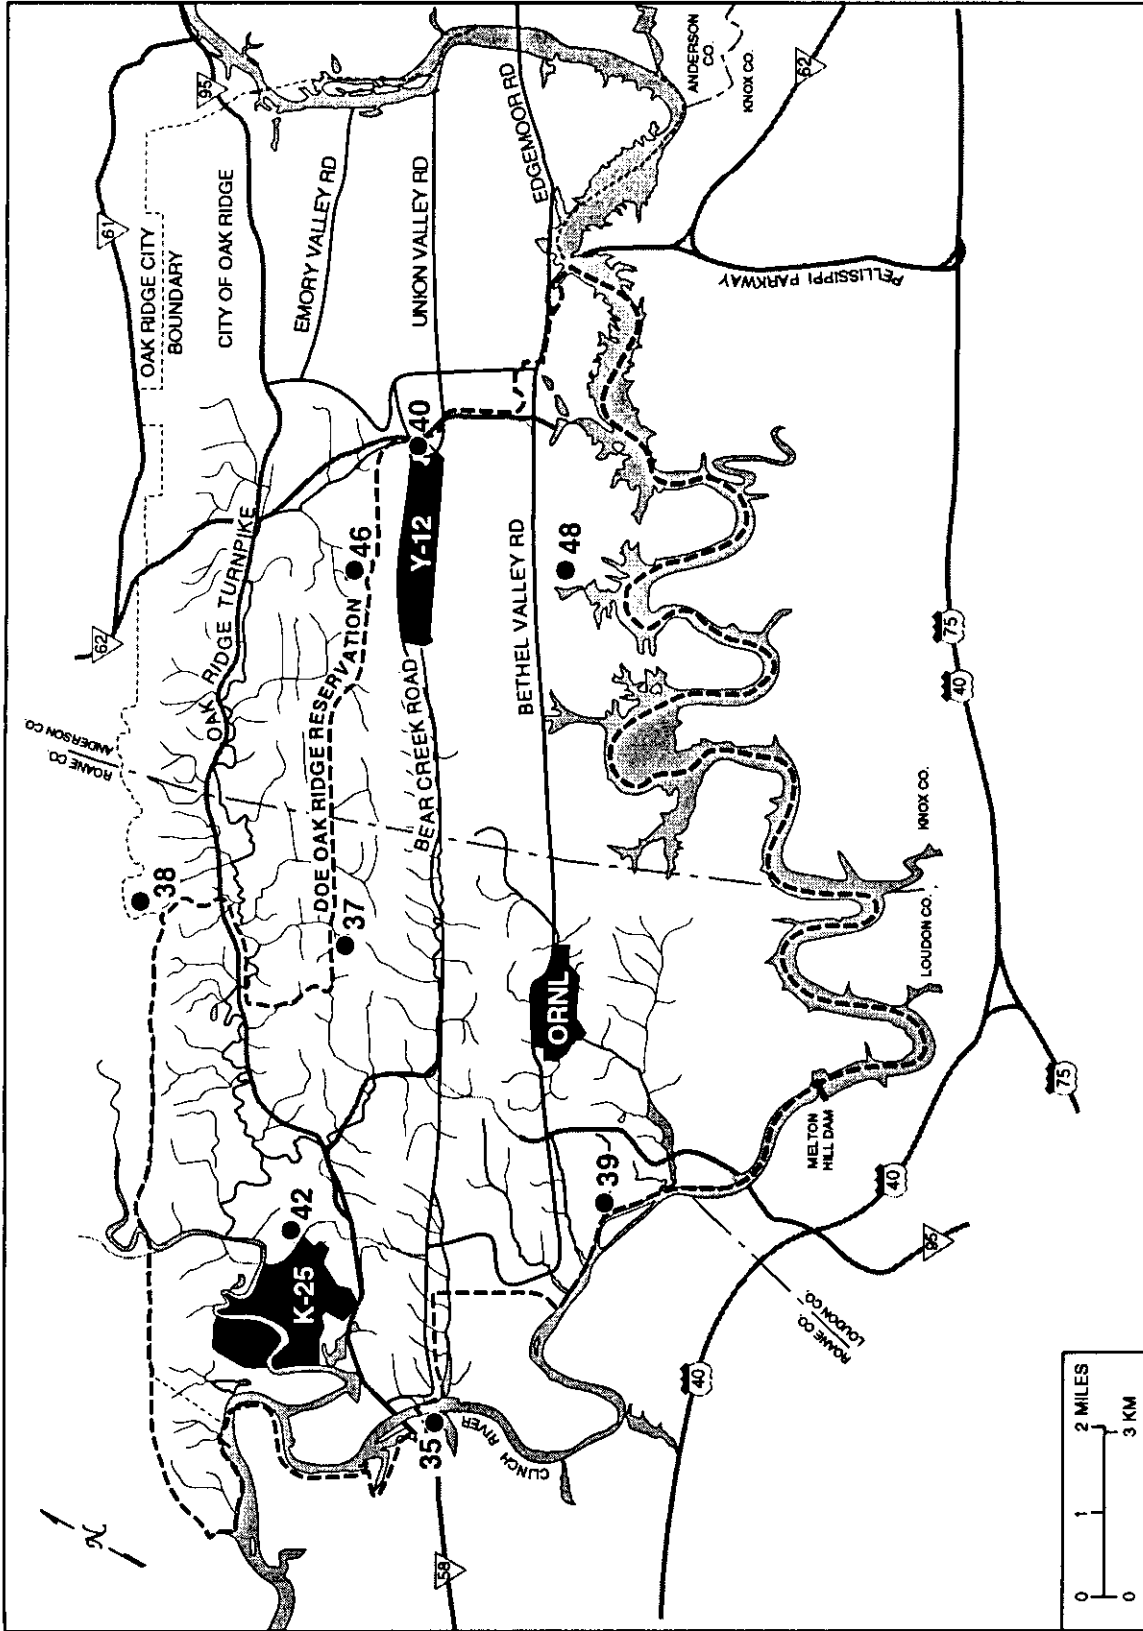 61
95
62
OAK RIDGE CITY
BOUNDARY
CITY OF OAK RIDGE
EMORY VALLEY RD
UNION VALLEY RD
EDGEMOOR RD
ANDERSON
CO.
KNOX CO.
62
PELLISSIPPI PARKWAY
OAK RIDGE TURNPIKE
ROANE CO.
ANDERSON CO.
38
46
40
Y-12
DOE OAK RIDGE RESERVATION
37
BEAR CREEK ROAD
BETHEL VALLEY RD
48
ORNL
42
K-25
39
35
CLINCH RIVER
58
MELTON
HILL DAM
LOUDON CO.
KNOX CO.
ROANE CO.
LOUDON CO.
75
40
75
40
95
40
N
0 1 2 MILES
0 3 KM